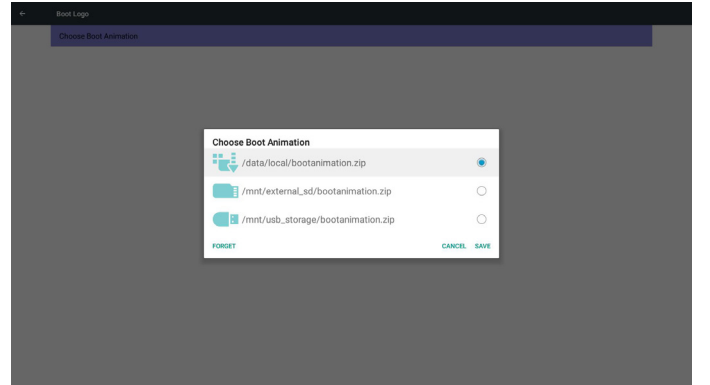 Boot Logo
Choose Boot Animation
Choose Boot Animation
/data/local/bootanimation.zip
/mnt/external_sd/bootanimation.zip
/mnt/usb_storage/bootanimation.zip
FORGET CANCEL SAVE